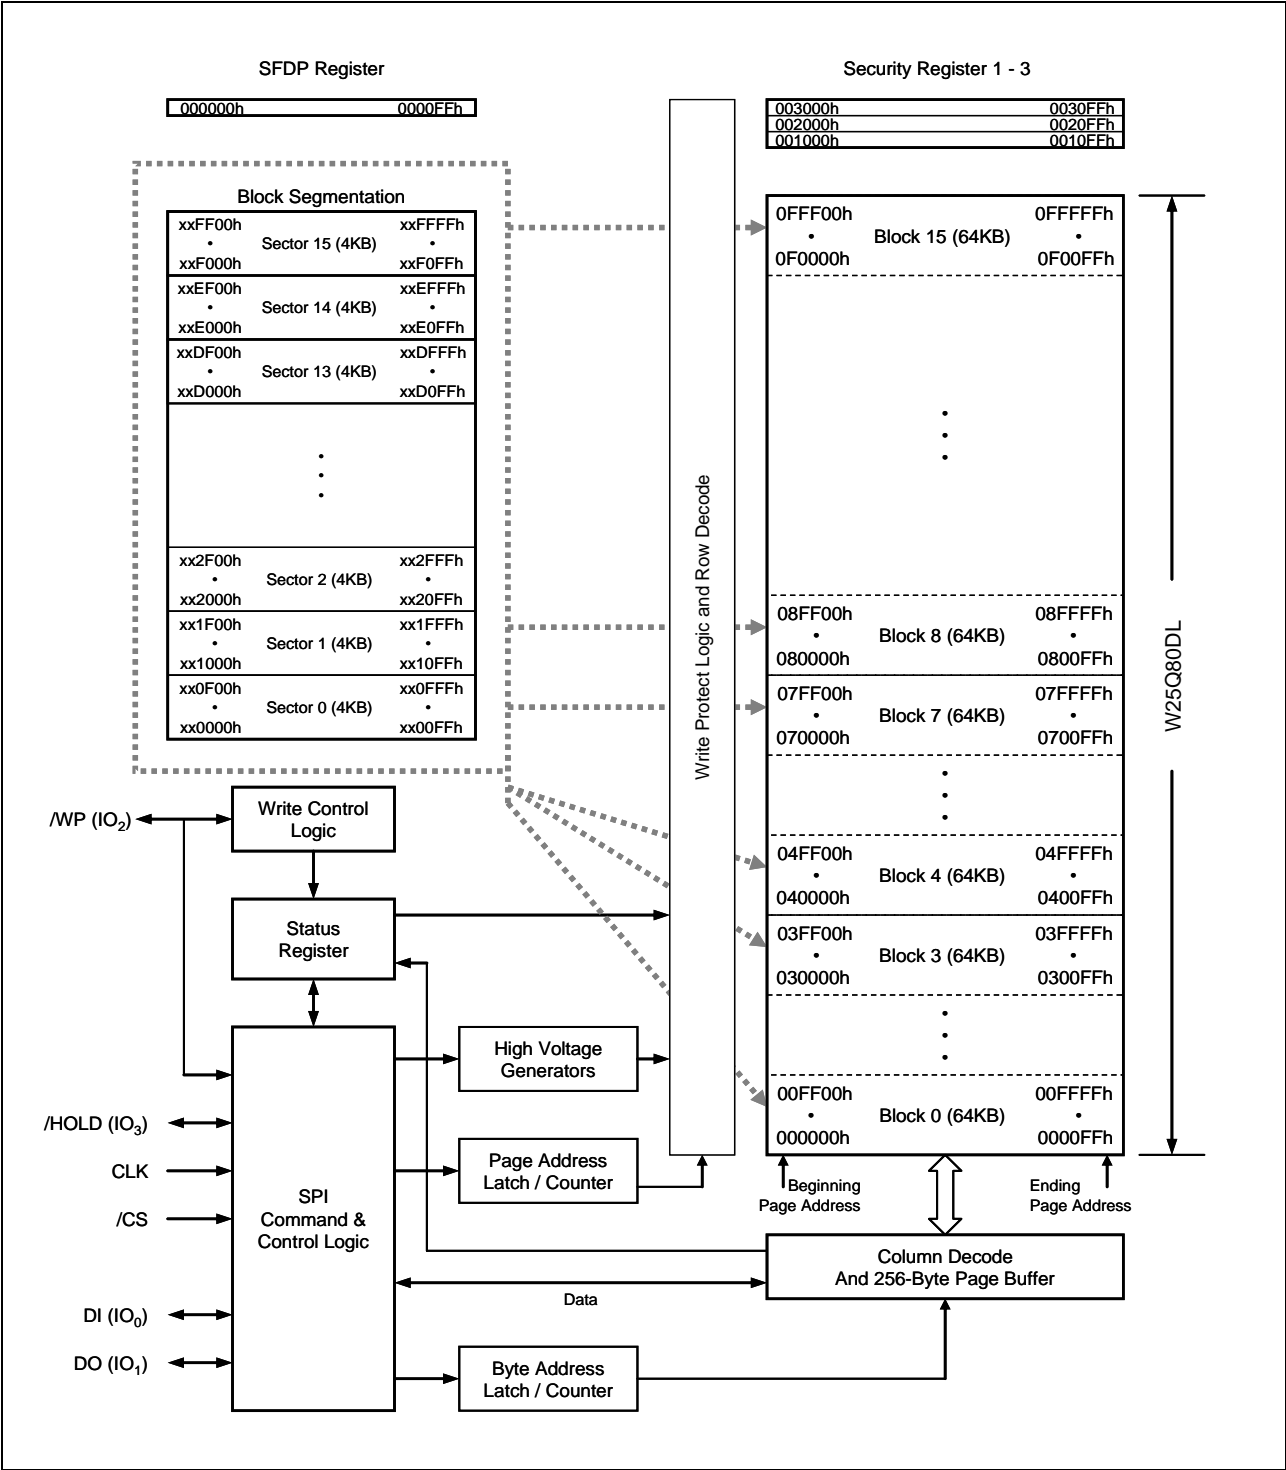 SFDP Register
000000h 0000FFh
Block Segmentation
xxFF00h xxFFFFh
Sector 15 (4KB)
xxF000h xxF0FFh
xxEF00h xxEFFFh
Sector 14 (4KB)
xxE000h xxE0FFh
xxDF00h xxDFFFh
Sector 13 (4KB)
xxD000h xxD0FFh
xx2F00h xx2FFFh
Sector 2 (4KB)
xx2000h xx20FFh
xx1F00h xx1FFFh
Sector 1 (4KB)
xx1000h xx10FFh
xx0F00h xx0FFFh
Sector 0 (4KB)
xx0000h xx00FFh
Write Protect Logic and Row Decode
Security Register 1 - 3
003000h 0030FFh
002000h 0020FFh
001000h 0010FFh
0FFF00h 0FFFFFh
Block 15 (64KB)
0F0000h 0F00FFh
08FF00h 08FFFFh
Block 8 (64KB)
080000h 0800FFh
07FF00h 07FFFFh
Block 7 (64KB)
070000h 0700FFh
04FF00h 04FFFFh
Block 4 (64KB)
040000h 0400FFh
03FF00h 03FFFFh
Block 3 (64KB)
030000h 0300FFh
00FF00h 00FFFFh
Block 0 (64KB)
000000h 0000FFh
W25Q80DL
Beginning
Page Address
Ending
Page Address
/WP (IO2)
Write Control
Logic
Status
Register
High Voltage
Generators
/HOLD (IO3)
CLK
/CS
DI (IO0)
DO (IO1)
SPI
Command &
Control Logic
Page Address
Latch / Counter
Column Decode
And 256-Byte Page Buffer
Data
Byte Address
Latch / Counter